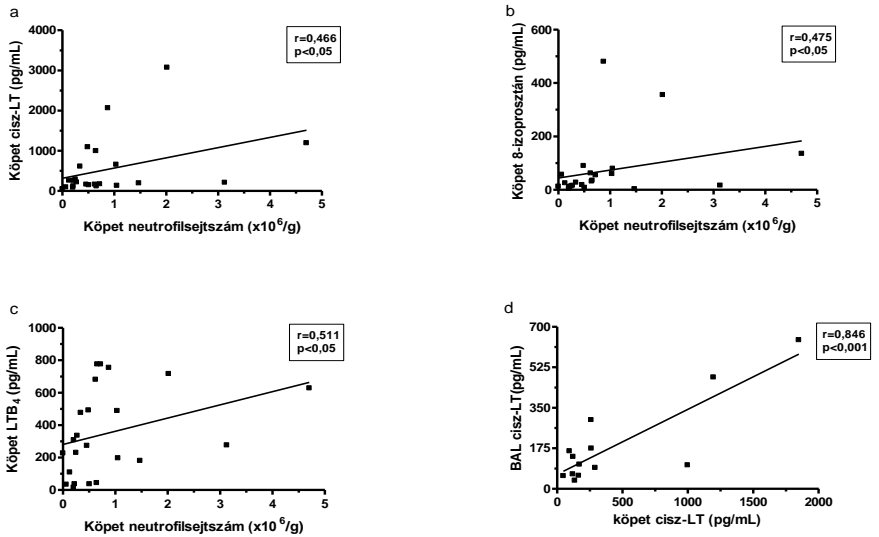 a
4000
3000
2000
1000
0
0
1
2
3
4
5
Köpet cisz-LT (pg/mL)
Köpet neutrofilsejtszám (x10⁶/g)
r=0,466
p<0,05
b
600
400
200
0
0
1
2
3
4
5
Köpet 8-izoprosztán (pg/mL)
Köpet neutrofilsejtszám (x10⁶/g)
r=0,475
p<0,05
c
1000
800
600
400
200
0
0
1
2
3
4
5
Köpet LTB₄ (pg/mL)
Köpet neutrofilsejtszám (x10⁶/g)
r=0,511
p<0,05
d
700
525
350
175
0
0
500
1000
1500
2000
BAL cisz-LT(pg/mL)
köpet cisz-LT (pg/mL)
r=0,846
p<0,001